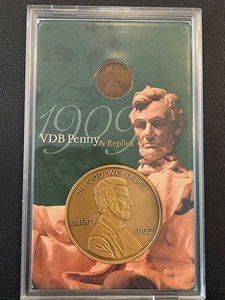 1909
VDB Penny & Replica
IN GOD WE TRUST
LIBERTY
1909